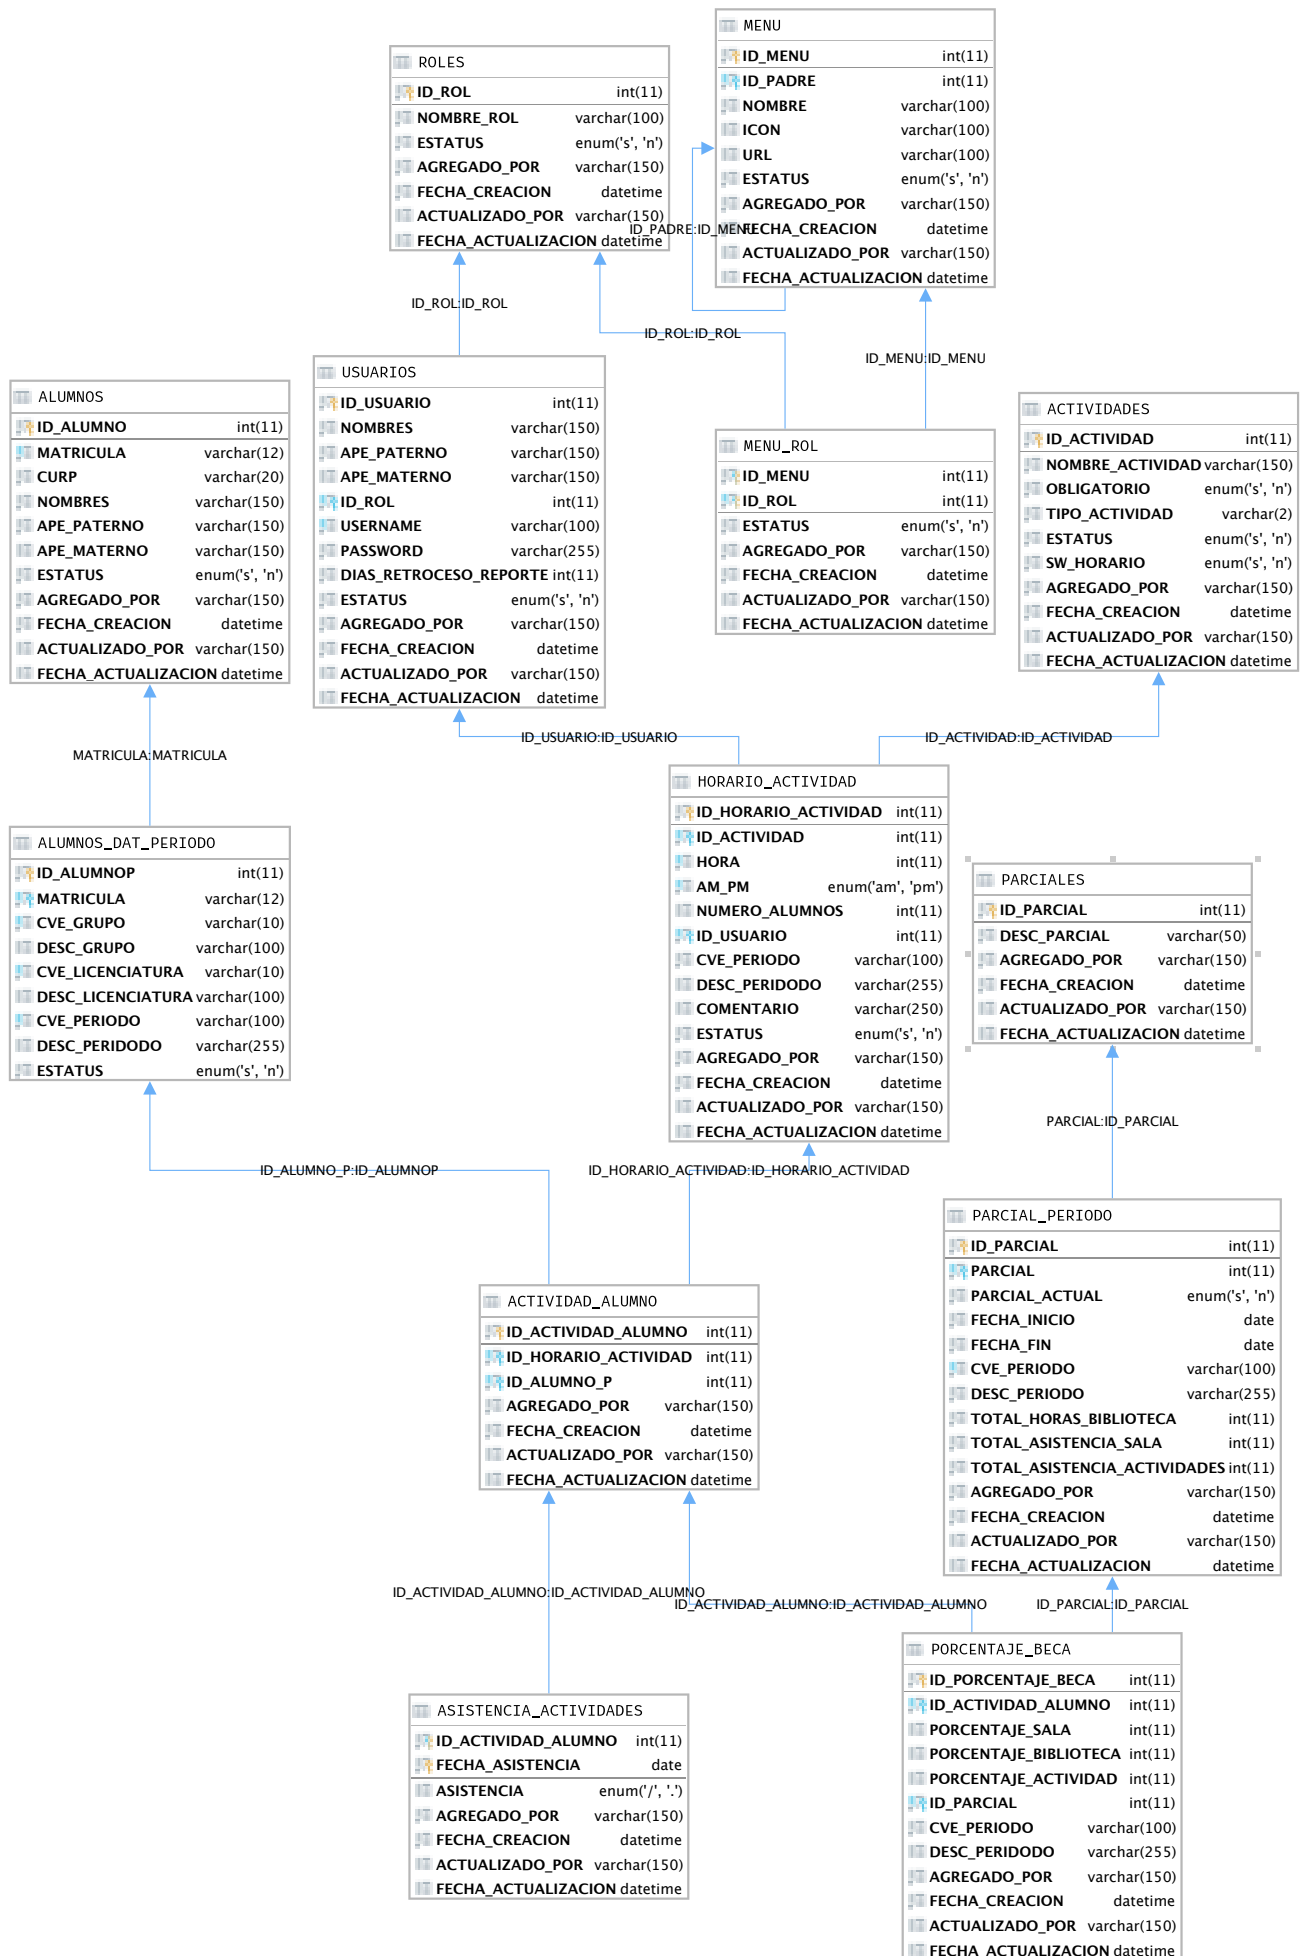 MENU
ID_MENU int(11)
ID_PADRE int(11)
NOMBRE varchar(100)
ICON varchar(100)
URL varchar(100)
ESTATUS enum('s', 'n')
AGREGADO_POR varchar(150)
FECHA_CREACION datetime
ACTUALIZADO_POR varchar(150)
FECHA_ACTUALIZACION datetime
ROLES
ID_ROL int(11)
NOMBRE_ROL varchar(100)
ESTATUS enum('s', 'n')
AGREGADO_POR varchar(150)
FECHA_CREACION datetime
ACTUALIZADO_POR varchar(150)
FECHA_ACTUALIZACION datetime
ID_PADRE:ID_MENU
ID_ROL:ID_ROL
ID_ROL:ID_ROL
ID_MENU:ID_MENU
USUARIOS
ID_USUARIO int(11)
NOMBRES varchar(150)
APE_PATERNO varchar(150)
APE_MATERNO varchar(150)
ID_ROL int(11)
USERNAME varchar(100)
PASSWORD varchar(255)
DIAS_RETROCESO_REPORTE int(11)
ESTATUS enum('s', 'n')
AGREGADO_POR varchar(150)
FECHA_CREACION datetime
ACTUALIZADO_POR varchar(150)
FECHA_ACTUALIZACION datetime
ALUMNOS
ID_ALUMNO int(11)
MATRICULA varchar(12)
CURP varchar(20)
NOMBRES varchar(150)
APE_PATERNO varchar(150)
APE_MATERNO varchar(150)
ESTATUS enum('s', 'n')
AGREGADO_POR varchar(150)
FECHA_CREACION datetime
ACTUALIZADO_POR varchar(150)
FECHA_ACTUALIZACION datetime
MENU_ROL
ID_MENU int(11)
ID_ROL int(11)
ESTATUS enum('s', 'n')
AGREGADO_POR varchar(150)
FECHA_CREACION datetime
ACTUALIZADO_POR varchar(150)
FECHA_ACTUALIZACION datetime
ACTIVIDADES
ID_ACTIVIDAD int(11)
NOMBRE_ACTIVIDAD varchar(150)
OBLIGATORIO enum('s', 'n')
TIPO_ACTIVIDAD varchar(2)
ESTATUS enum('s', 'n')
SW_HORARIO enum('s', 'n')
AGREGADO_POR varchar(150)
FECHA_CREACION datetime
ACTUALIZADO_POR varchar(150)
FECHA_ACTUALIZACION datetime
ID_USUARIO:ID_USUARIO
ID_ACTIVIDAD:ID_ACTIVIDAD
MATRICULA:MATRICULA
HORARIO_ACTIVIDAD
ID_HORARIO_ACTIVIDAD int(11)
ID_ACTIVIDAD int(11)
HORA int(11)
AM_PM enum('am', 'pm')
NUMERO_ALUMNOS int(11)
ID_USUARIO int(11)
CVE_PERIODO varchar(100)
DESC_PERIDODO varchar(255)
COMENTARIO varchar(250)
ESTATUS enum('s', 'n')
AGREGADO_POR varchar(150)
FECHA_CREACION datetime
ACTUALIZADO_POR varchar(150)
FECHA_ACTUALIZACION datetime
ALUMNOS_DAT_PERIODO
ID_ALUMNOP int(11)
MATRICULA varchar(12)
CVE_GRUPO varchar(10)
DESC_GRUPO varchar(100)
CVE_LICENCIATURA varchar(10)
DESC_LICENCIATURA varchar(100)
CVE_PERIODO varchar(100)
DESC_PERIDODO varchar(255)
ESTATUS enum('s', 'n')
PARCIALES
ID_PARCIAL int(11)
DESC_PARCIAL varchar(50)
AGREGADO_POR varchar(150)
FECHA_CREACION datetime
ACTUALIZADO_POR varchar(150)
FECHA_ACTUALIZACION datetime
PARCIAL:ID_PARCIAL
ID_ALUMNO_P:ID_ALUMNOP
ID_HORARIO_ACTIVIDAD:ID_HORARIO_ACTIVIDAD
PARCIAL_PERIODO
ID_PARCIAL int(11)
PARCIAL int(11)
PARCIAL_ACTUAL enum('s', 'n')
FECHA_INICIO date
FECHA_FIN date
CVE_PERIODO varchar(100)
DESC_PERIODO varchar(255)
TOTAL_HORAS_BIBLIOTECA int(11)
TOTAL_ASISTENCIA_SALA int(11)
TOTAL_ASISTENCIA_ACTIVIDADES int(11)
AGREGADO_POR varchar(150)
FECHA_CREACION datetime
ACTUALIZADO_POR varchar(150)
FECHA_ACTUALIZACION datetime
ACTIVIDAD_ALUMNO
ID_ACTIVIDAD_ALUMNO int(11)
ID_HORARIO_ACTIVIDAD int(11)
ID_ALUMNO_P int(11)
AGREGADO_POR varchar(150)
FECHA_CREACION datetime
ACTUALIZADO_POR varchar(150)
FECHA_ACTUALIZACION datetime
ID_ACTIVIDAD_ALUMNO:ID_ACTIVIDAD_ALUMNO
ID_ACTIVIDAD_ALUMNO:ID_ACTIVIDAD_ALUMNO
ID_PARCIAL:ID_PARCIAL
PORCENTAJE_BECA
ID_PORCENTAJE_BECA int(11)
ID_ACTIVIDAD_ALUMNO int(11)
PORCENTAJE_SALA int(11)
PORCENTAJE_BIBLIOTECA int(11)
PORCENTAJE_ACTIVIDAD int(11)
ID_PARCIAL int(11)
CVE_PERIODO varchar(100)
DESC_PERIDODO varchar(255)
AGREGADO_POR varchar(150)
FECHA_CREACION datetime
ACTUALIZADO_POR varchar(150)
FECHA_ACTUALIZACION datetime
ASISTENCIA_ACTIVIDADES
ID_ACTIVIDAD_ALUMNO int(11)
FECHA_ASISTENCIA date
ASISTENCIA enum('/', '.')
AGREGADO_POR varchar(150)
FECHA_CREACION datetime
ACTUALIZADO_POR varchar(150)
FECHA_ACTUALIZACION datetime